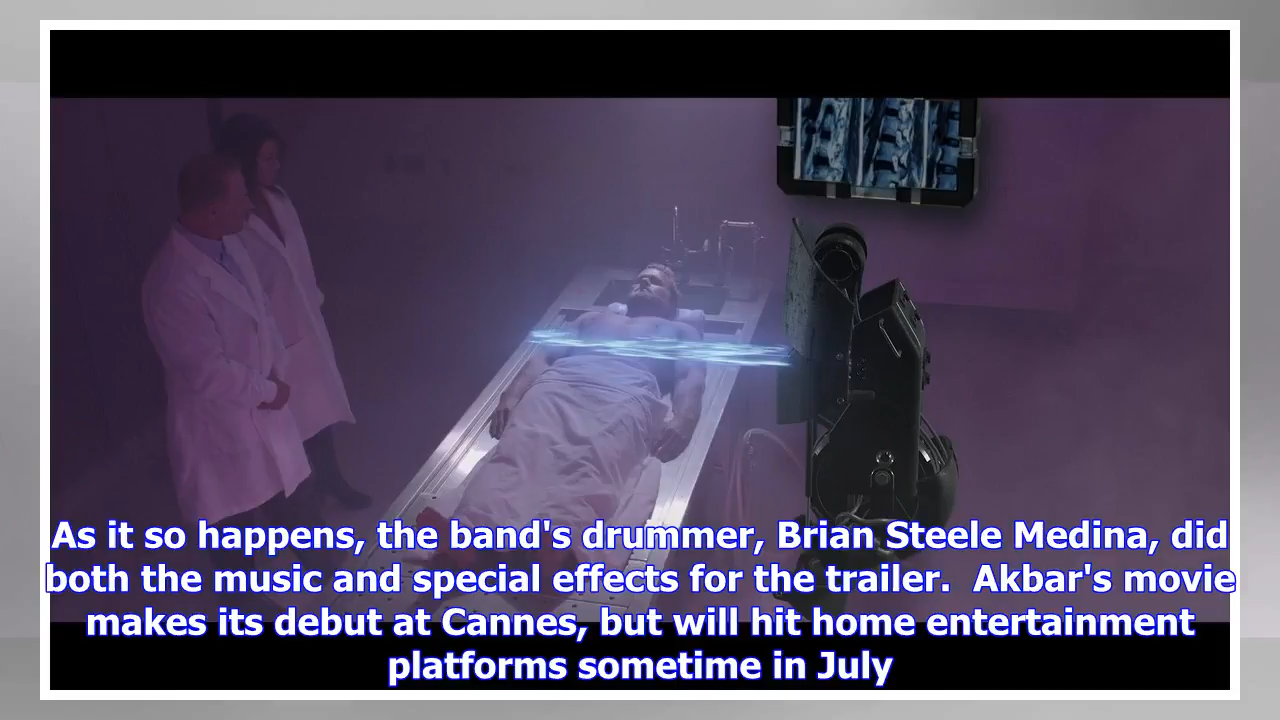 As it so happens, the band's drummer, Brian Steele Medina, did
both the music and special effects for the trailer.  Akbar's movie
makes its debut at Cannes, but will hit home entertainment
platforms sometime in July